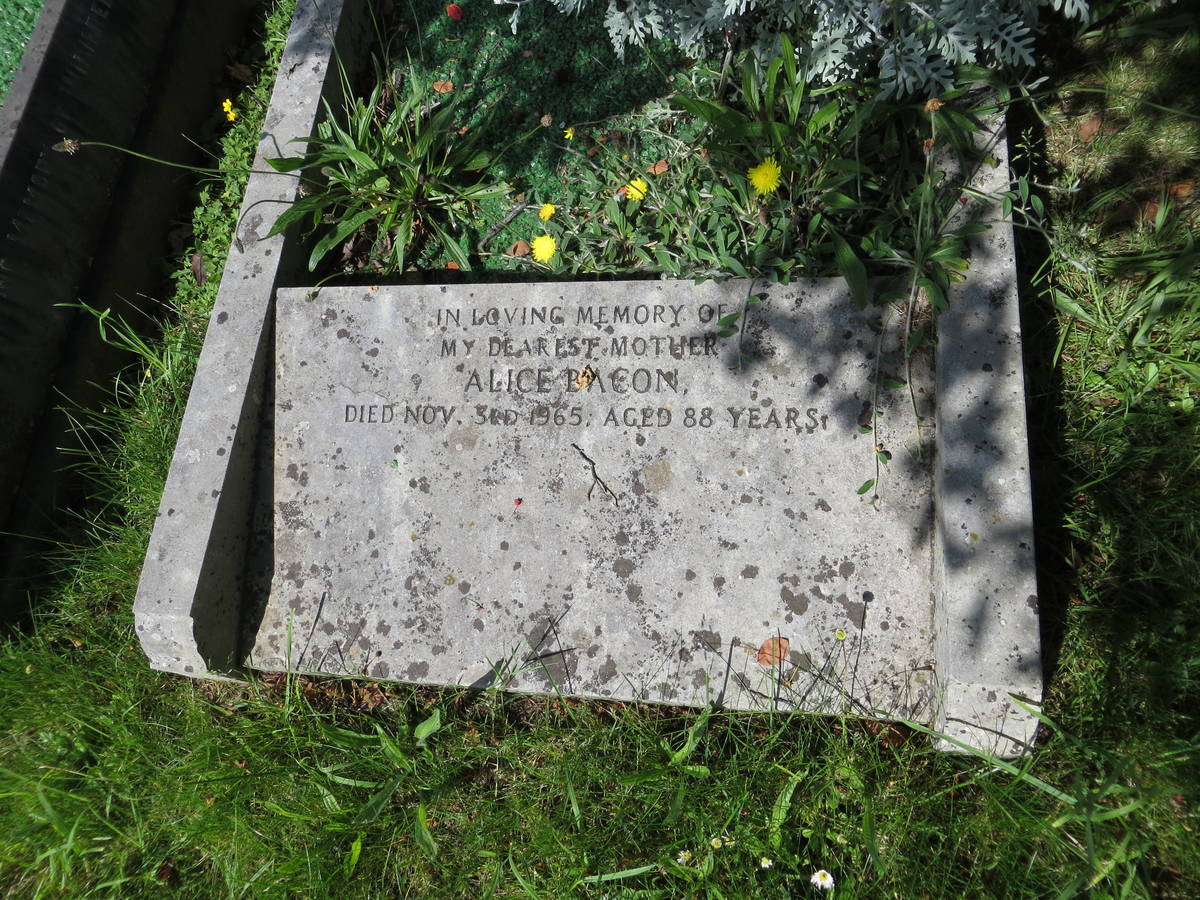 IN LOVING MEMORY OF
MY DEAREST MOTHER
ALICE BACON,
DIED NOV. 3RD 1965, AGED 88 YEARS.